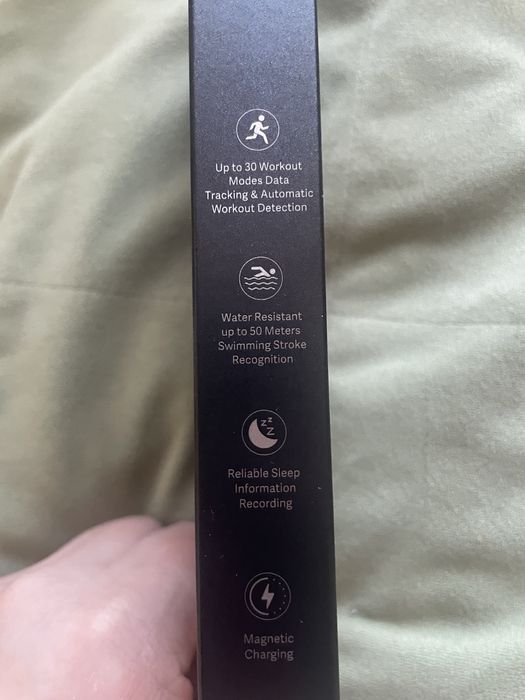 Up to 30 Workout
Modes Data
Tracking & Automatic
Workout Detection
Water Resistant
up to 50 Meters
Swimming Stroke
Recognition
z z
z
Reliable Sleep
Information
Recording
Magnetic
Charging